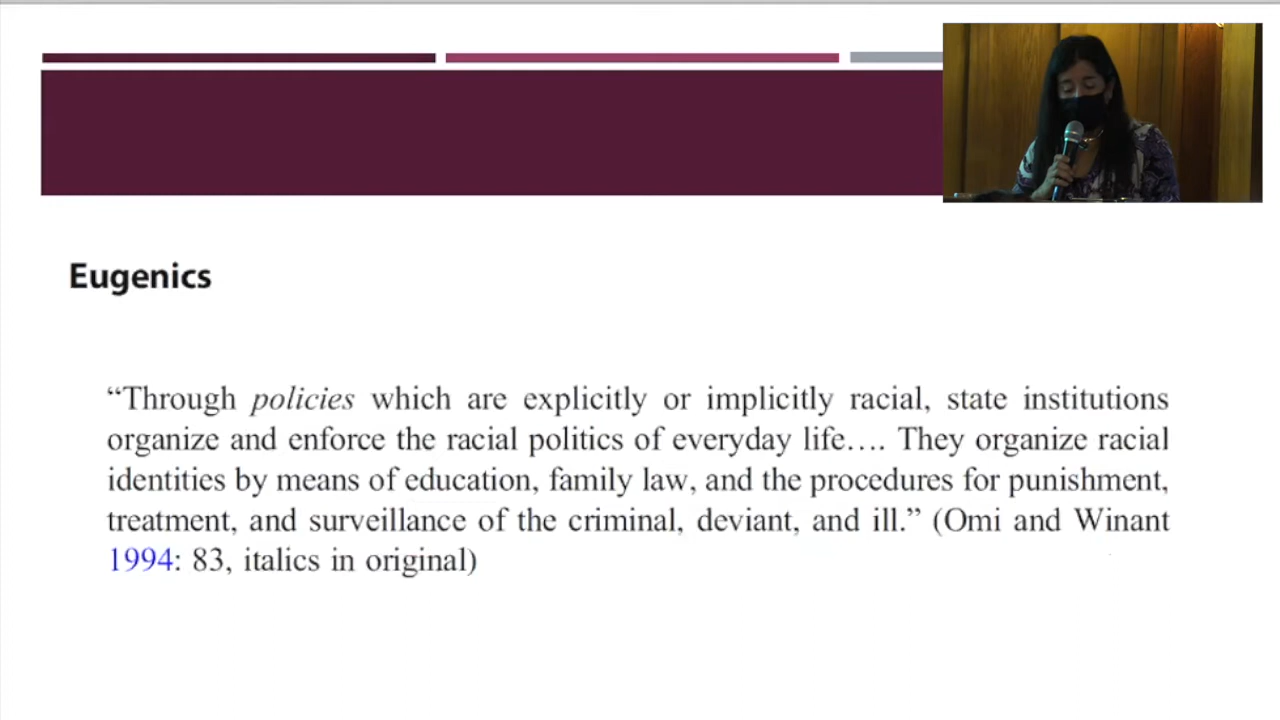 Eugenics
“Through policies which are explicitly or implicitly racial, state institutions
organize and enforce the racial politics of everyday life…. They organize racial
identities by means of education, family law, and the procedures for punishment,
treatment, and surveillance of the criminal, deviant, and ill.” (Omi and Winant
1994: 83, italics in original)